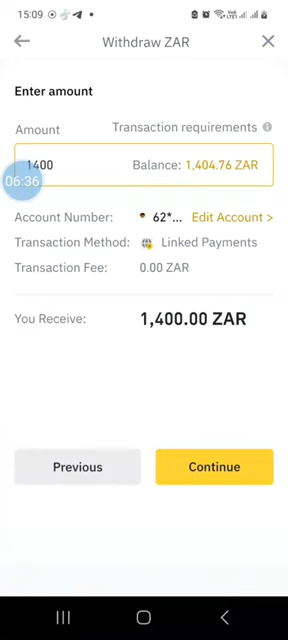 15:09
Withdraw ZAR
Enter amount
Amount
Transaction requirements
1400
Balance: 1,404.76 ZAR
06:36
Account Number: 62*... Edit Account >
Transaction Method: Linked Payments
Transaction Fee: 0.00 ZAR
You Receive: 1,400.00 ZAR
Previous
Continue